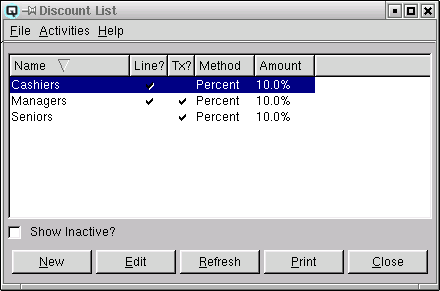 Discount List
File Activities Help
Name Line? Tx? Method Amount
Cashiers Percent 10.0%
Managers Percent 10.0%
Seniors Percent 10.0%
Show Inactive?
New Edit Refresh Print Close